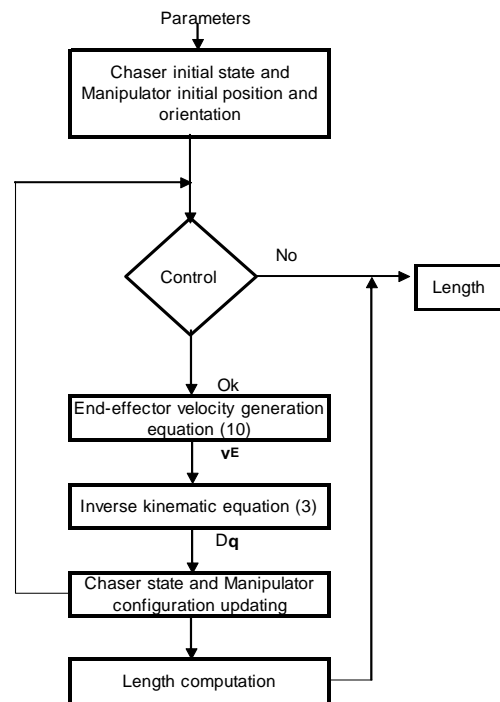 Parameters
Chaser initial state and
Manipulator initial position and
orientation
Control
No
Length
Ok
End-effector velocity generation
equation (10)
vE
Inverse kinematic equation (3)
Dq
Chaser state and Manipulator
configuration updating
Length computation